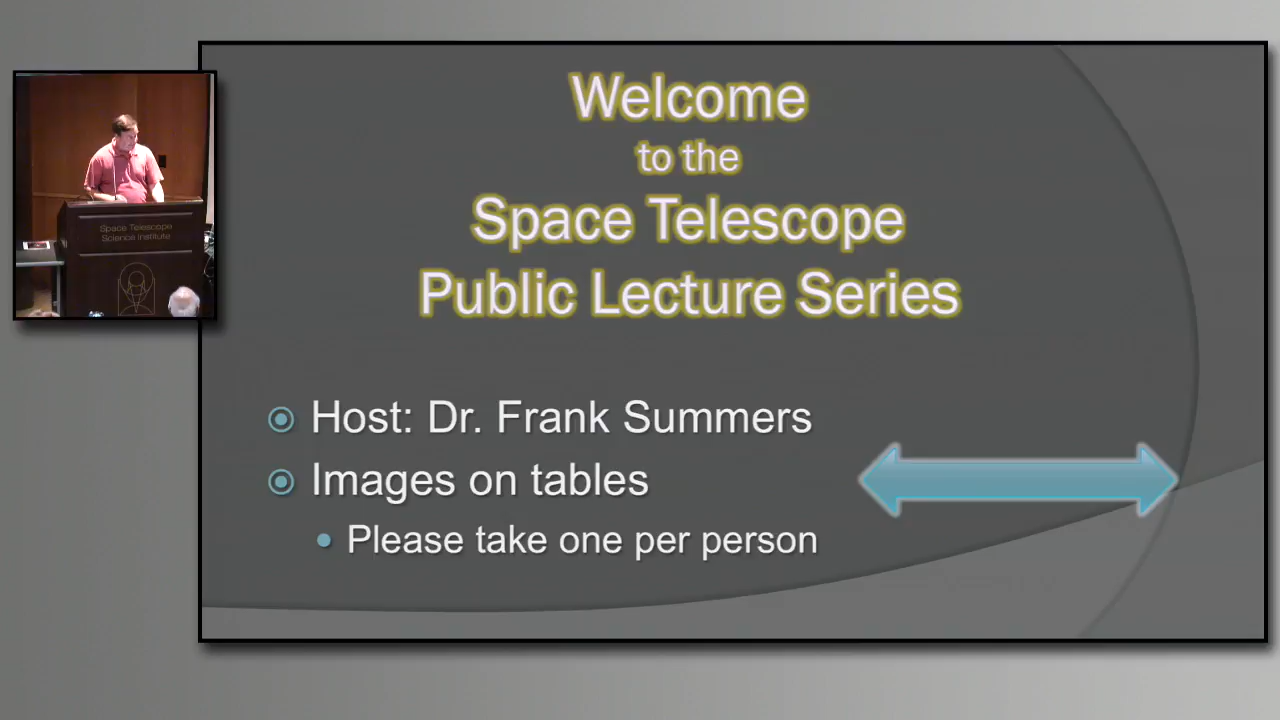 Welcome
to the
Space Telescope
Public Lecture Series
Host: Dr. Frank Summers
Images on tables
Please take one per person
Space Telescope
Science Institute